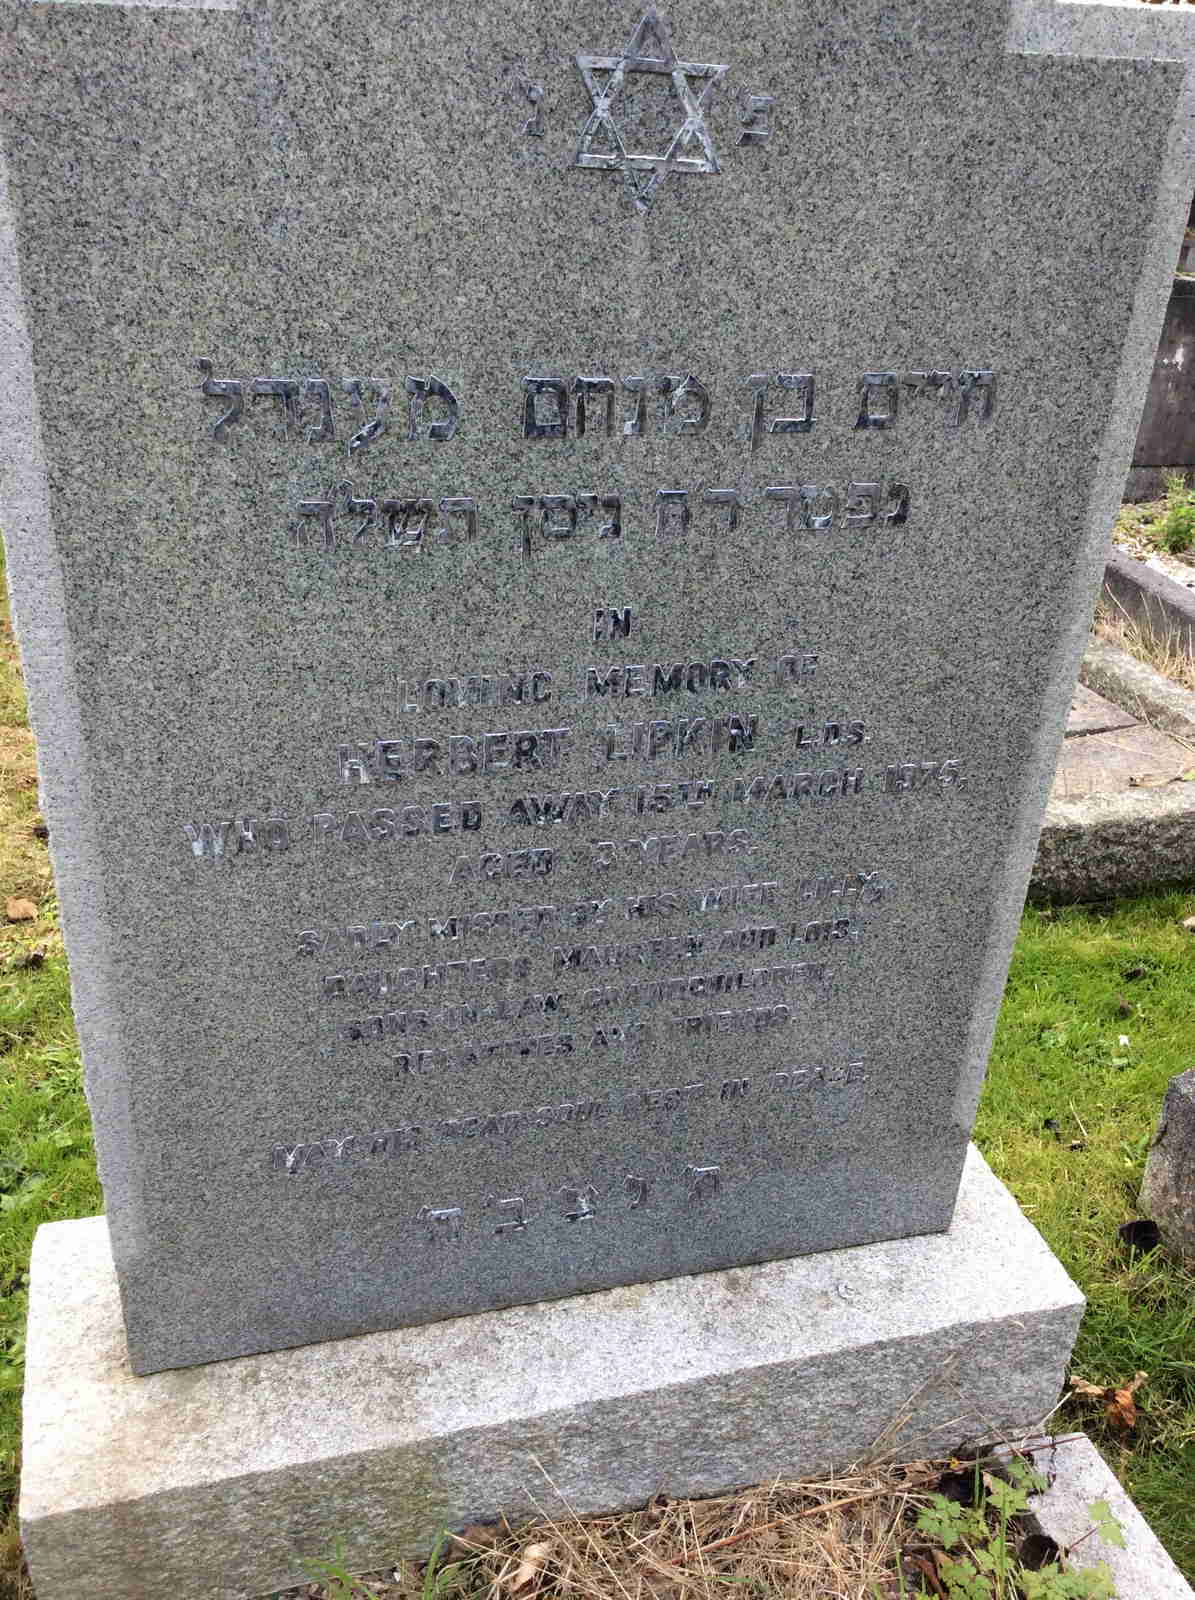 פ' נ'
חיים בן מנחם מענדל
נפטר ד'ח ניסן תשל'ה
IN
LOVING MEMORY OF
HERBERT LIPKIN L.D.S.
WHO PASSED AWAY 15TH MARCH 1975,
AGED YEARS.
SADLY MISSED BY HIS WIFE LILLY,
DAUGHTERS MAUREEN AND LOIS,
SONS-IN-LAW, GRANDCHILDREN,
RELATIVES AND FRIENDS.
MAY HIS DEAR SOUL REST IN PEACE.
ת' נ' צ' ב' ה'